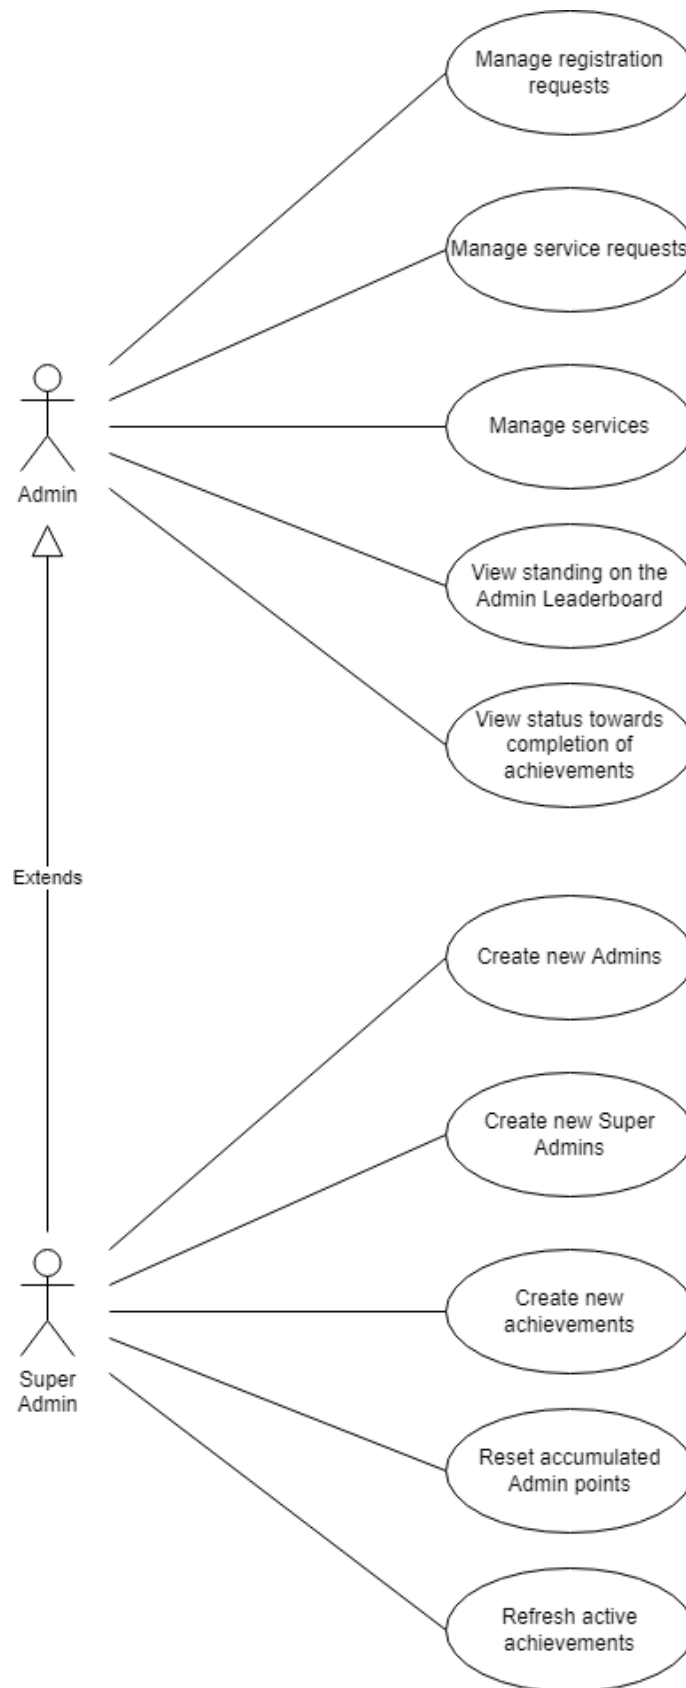 Manage registration
requests
Manage service requests
Admin
Manage services
View standing on the
Admin Leaderboard
View status towards
completion of
achievements
Extends
Create new Admins
Create new Super
Admins
Super
Admin
Create new
achievements
Reset accumulated
Admin points
Refresh active
achievements